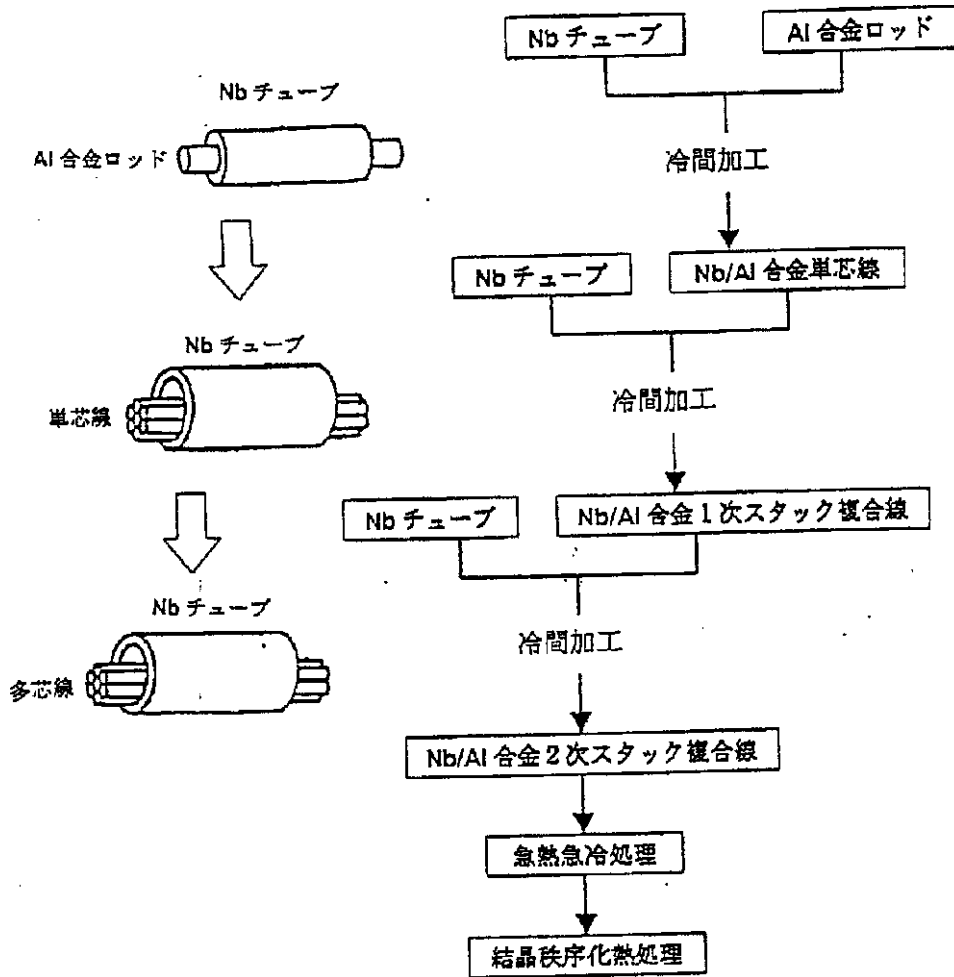 Nb チューブ
Al 合金ロッド
Nb チューブ
Al 合金ロッド
冷間加工
Nb チューブ
Nb/Al 合金単芯線
Nb チューブ
単芯線
冷間加工
Nb チューブ
Nb/Al 合金1次スタック複合線
Nb チューブ
多芯線
冷間加工
Nb/Al 合金2次スタック複合線
急熱急冷処理
結晶秩序化熱処理